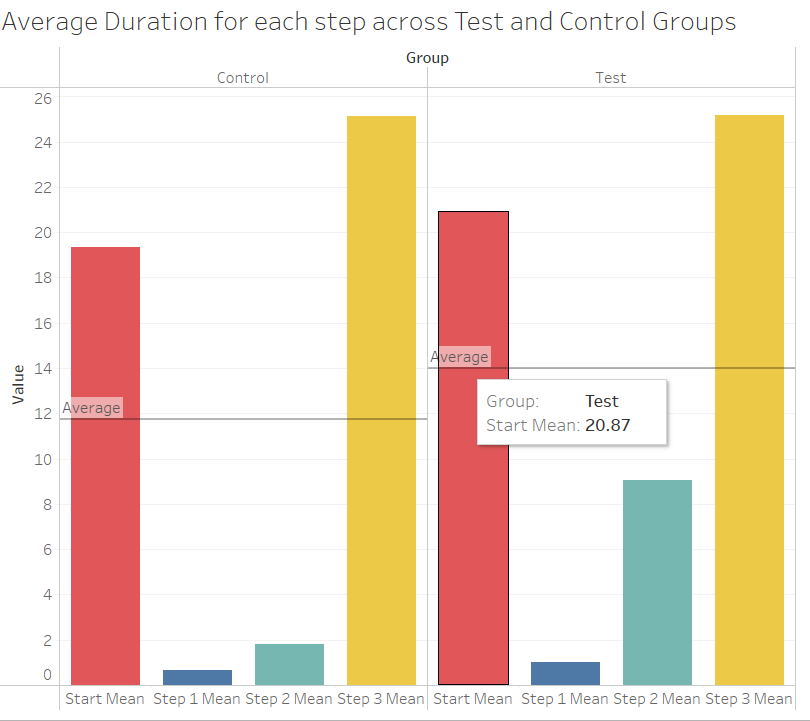 Average Duration for each step across Test and Control Groups
Group
Control Test
Value
26
24
22
20
18
16
14
12
10
8
6
4
2
0
Average
Average
Group: Test
Start Mean: 20.87
Start Mean Step 1 Mean Step 2 Mean Step 3 Mean Start Mean Step 1 Mean Step 2 Mean Step 3 Mean